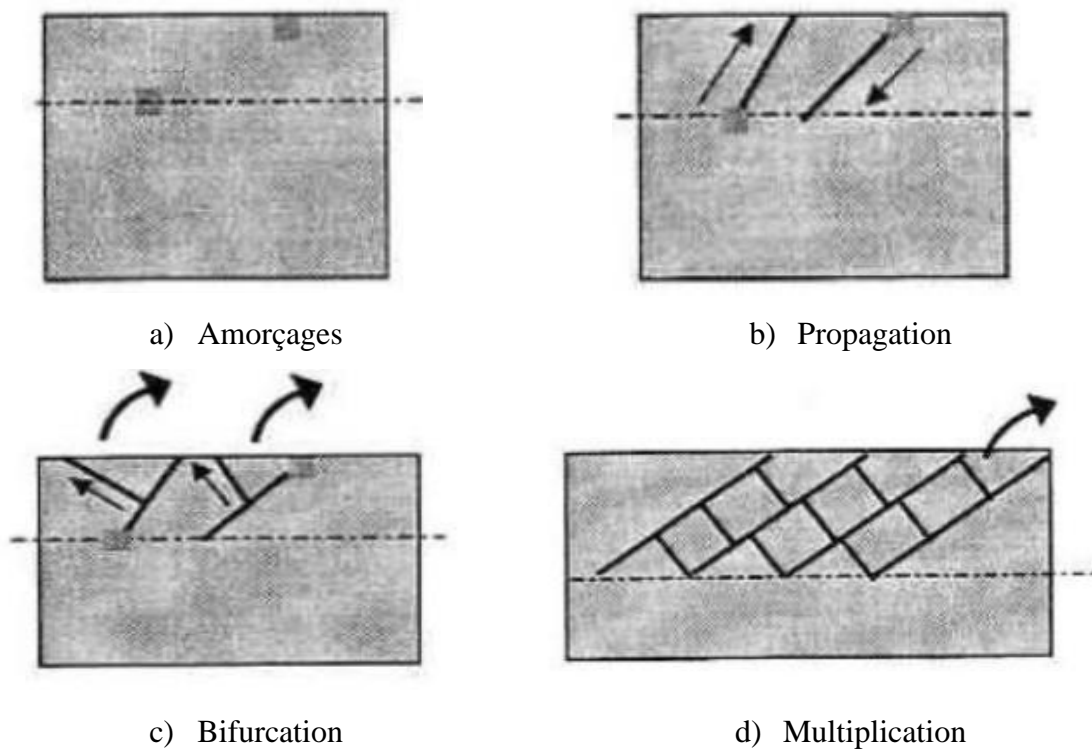 a) Amorçages
b) Propagation
c) Bifurcation
d) Multiplication